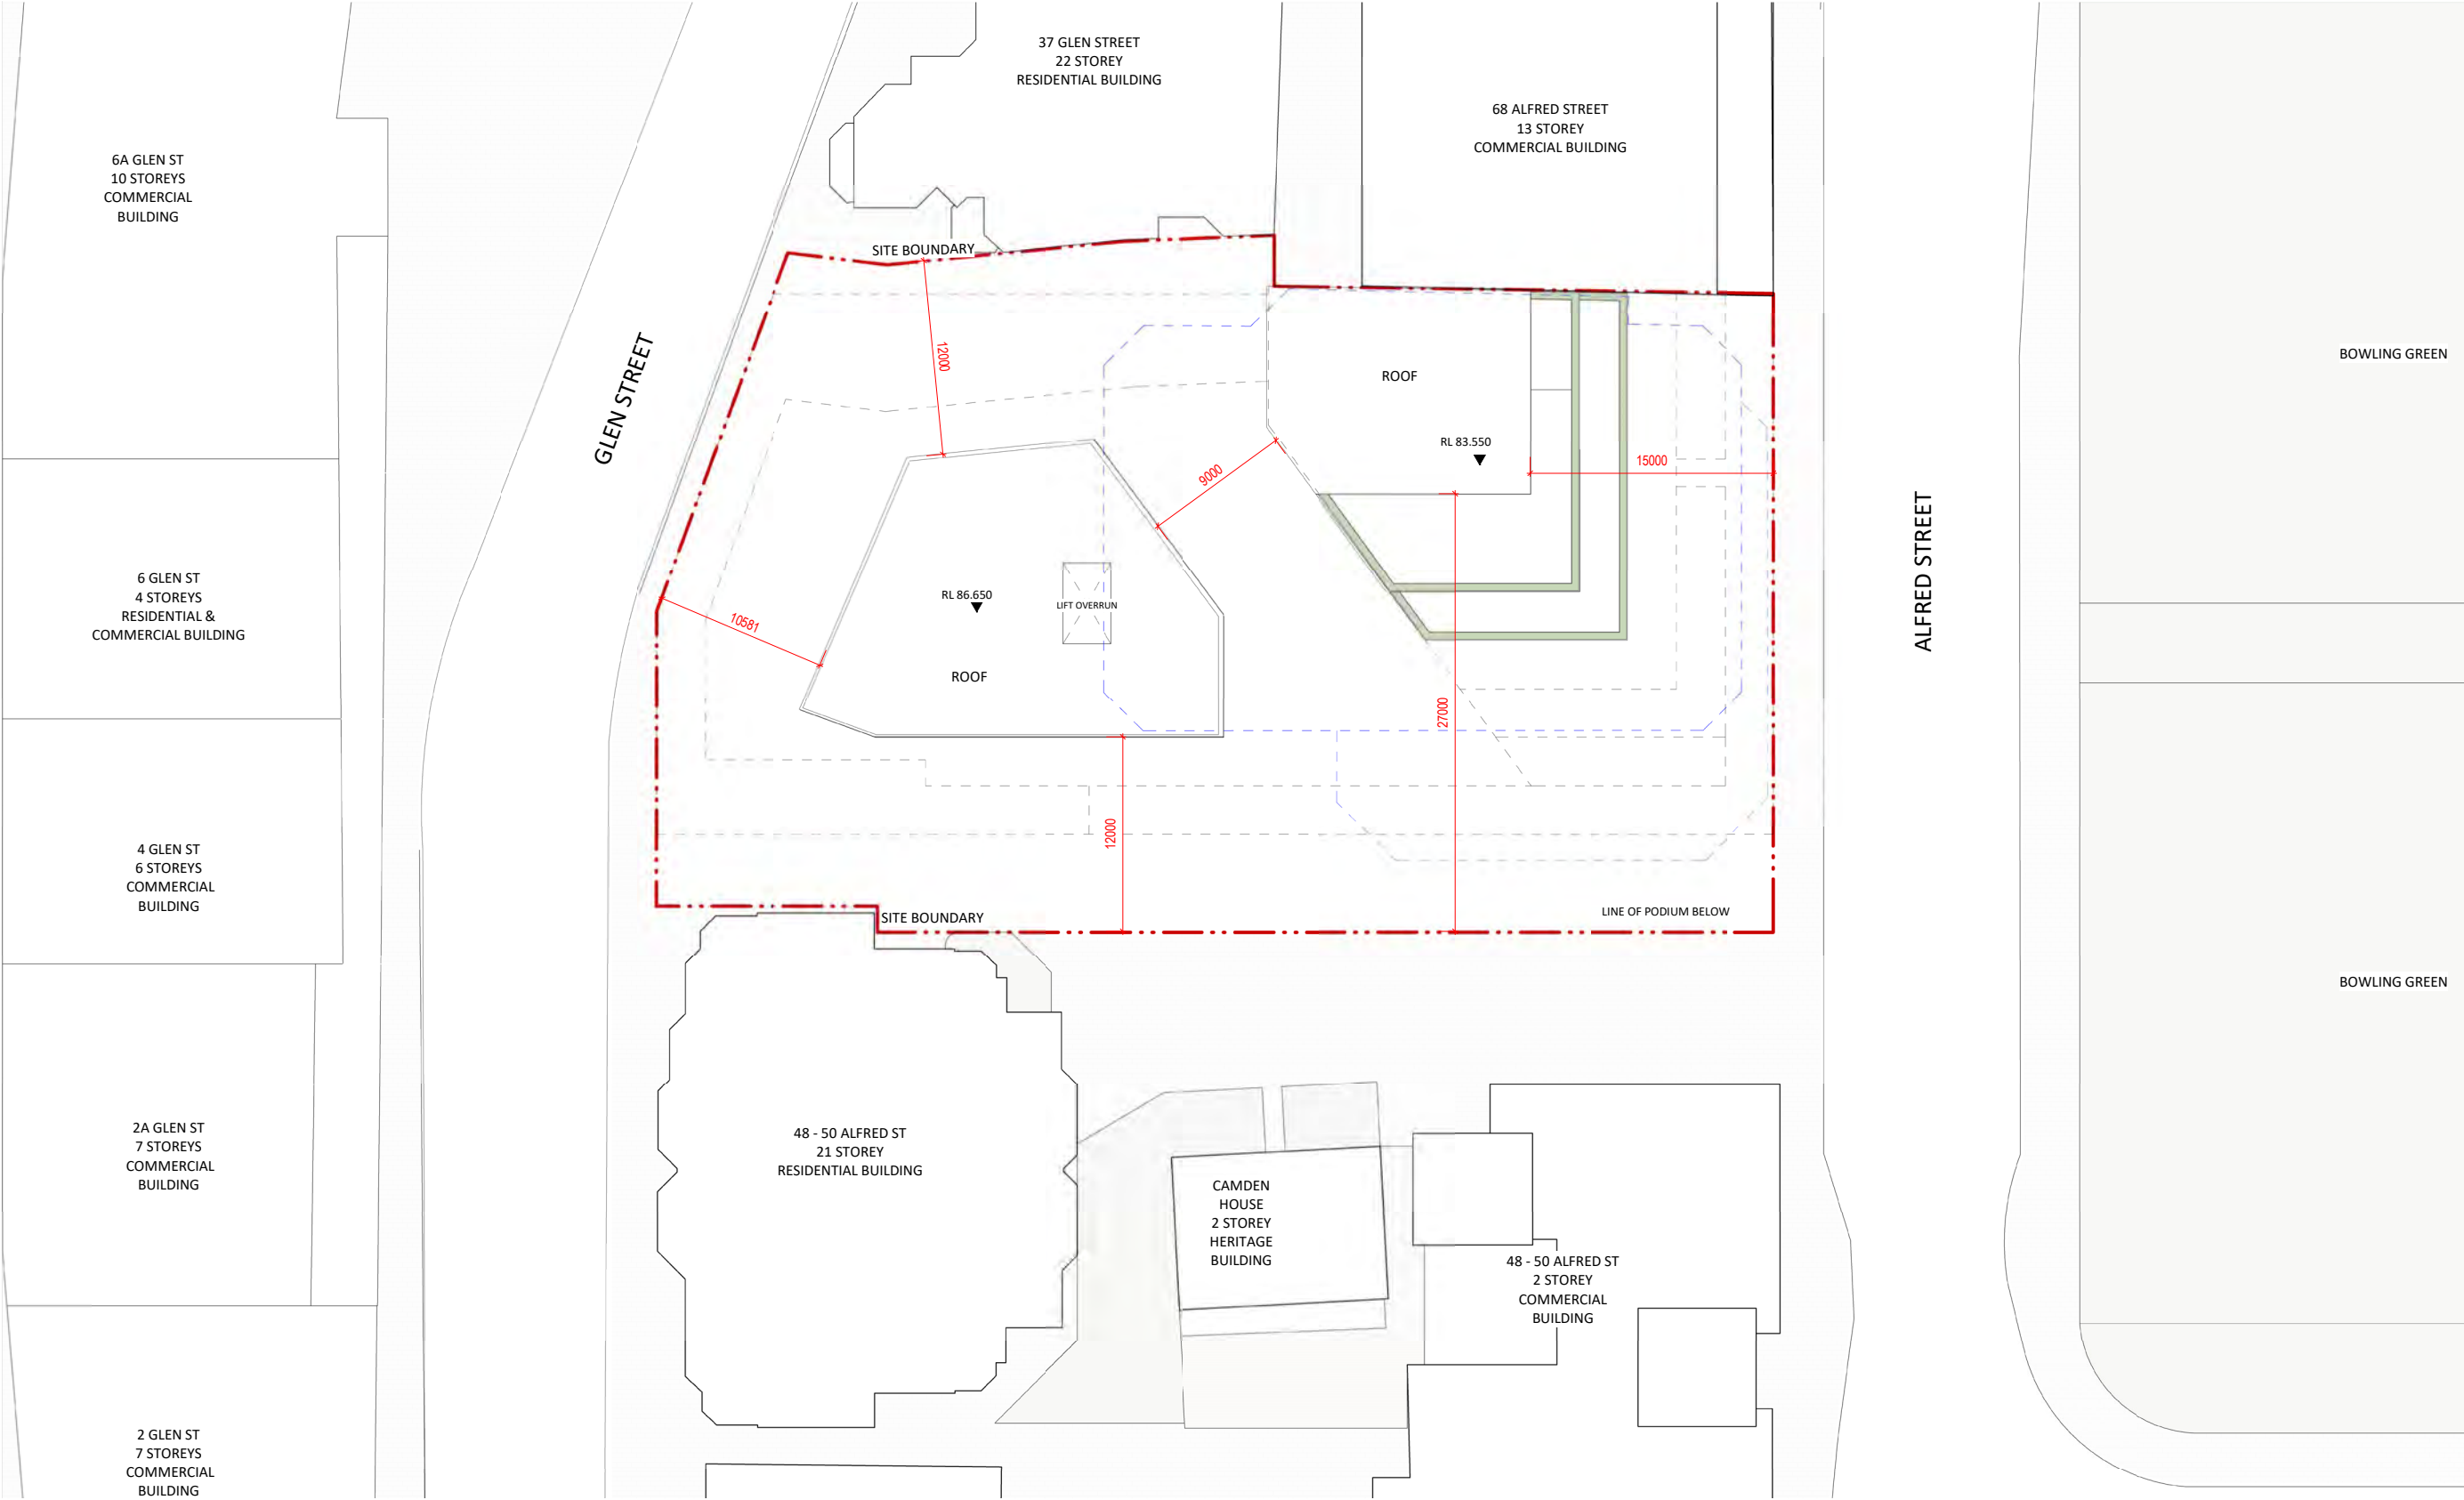 37 GLEN STREET
22 STOREY
RESIDENTIAL BUILDING
68 ALFRED STREET
13 STOREY
COMMERCIAL BUILDING
6A GLEN ST
10 STOREYS
COMMERCIAL
BUILDING
SITE BOUNDARY
GLEN STREET
12000
ROOF
BOWLING GREEN
RL 83.550
9000
15000
ALFRED STREET
6 GLEN ST
4 STOREYS
RESIDENTIAL &
COMMERCIAL BUILDING
RL 86.650
LIFT OVERRUN
10581
ROOF
27000
12000
4 GLEN ST
6 STOREYS
COMMERCIAL
BUILDING
SITE BOUNDARY
LINE OF PODIUM BELOW
BOWLING GREEN
2A GLEN ST
7 STOREYS
COMMERCIAL
BUILDING
48 - 50 ALFRED ST
21 STOREY
RESIDENTIAL BUILDING
CAMDEN
HOUSE
2 STOREY
HERITAGE
BUILDING
48 - 50 ALFRED ST
2 STOREY
COMMERCIAL
BUILDING
2 GLEN ST
7 STOREYS
COMMERCIAL
BUILDING